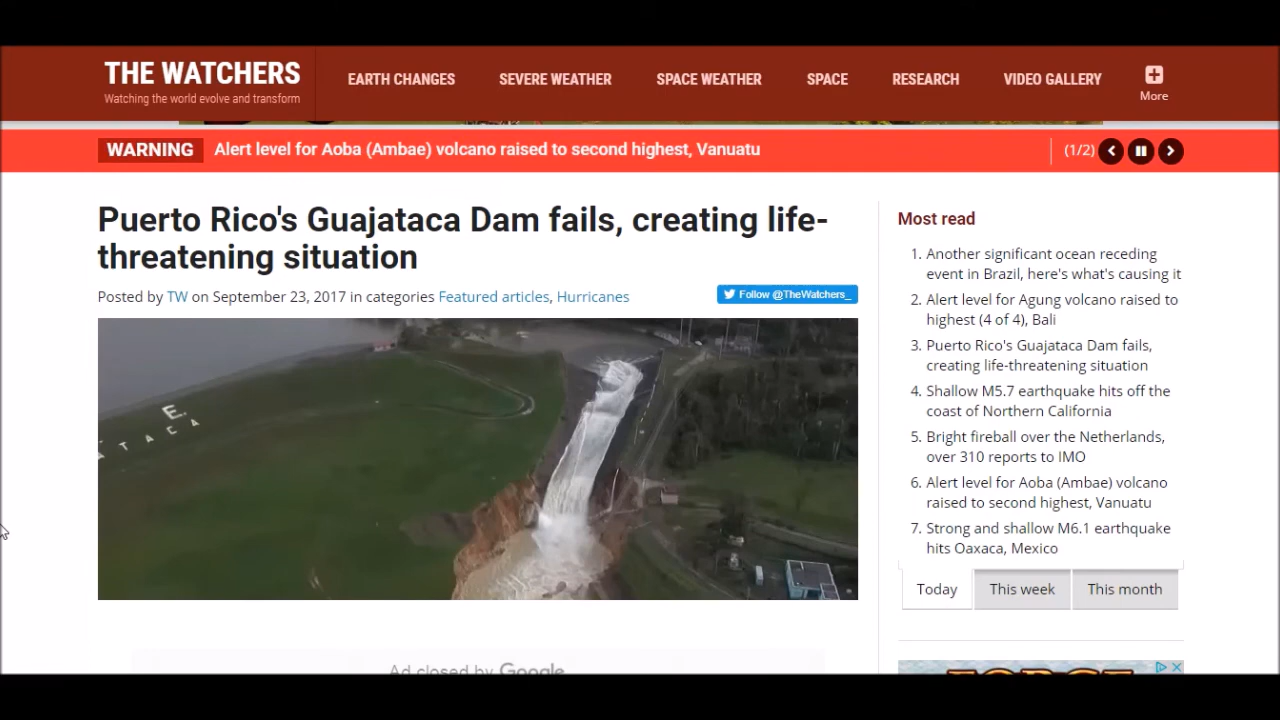 THE WATCHERS
Watching the world evolve and transform
EARTH CHANGES
SEVERE WEATHER
SPACE WEATHER
SPACE
RESEARCH
VIDEO GALLERY
More
WARNING
Alert level for Aoba (Ambae) volcano raised to second highest, Vanuatu
(1/2)
Puerto Rico's Guajataca Dam fails, creating life-
threatening situation
Posted by TW on September 23, 2017 in categories Featured articles, Hurricanes
Follow @TheWatchers_
E.
A T A C A
Ad closed by Google
Most read
1. Another significant ocean receding
event in Brazil, here's what's causing it
2. Alert level for Agung volcano raised to
highest (4 of 4), Bali
3. Puerto Rico's Guajataca Dam fails,
creating life-threatening situation
4. Shallow M5.7 earthquake hits off the
coast of Northern California
5. Bright fireball over the Netherlands,
over 310 reports to IMO
6. Alert level for Aoba (Ambae) volcano
raised to second highest, Vanuatu
7. Strong and shallow M6.1 earthquake
hits Oaxaca, Mexico
Today
This week
This month